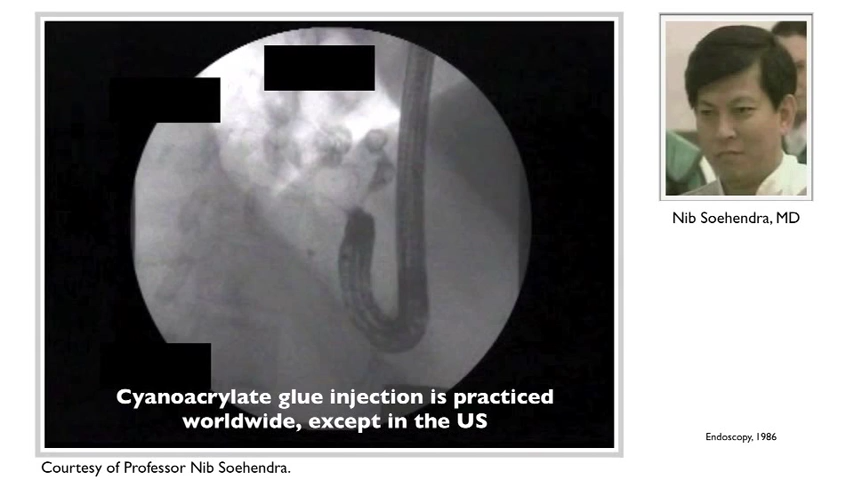 Cyanoacrylate glue injection is practiced
worldwide, except in the US
Courtesy of Professor Nib Soehendra.
Nib Soehendra, MD
Endoscopy, 1986